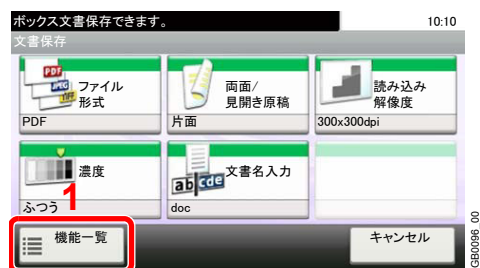 ボックス文書保存できます。
10:10
文書保存
PDF
JPEG
TIFF
ファイル
形式
PDF
両面/
見開き原稿
片面
読み込み
解像度
300x300dpi
濃度
ふつう
ab cde
文書名入力
doc
1
機能一覧
キャンセル
GB0096_00